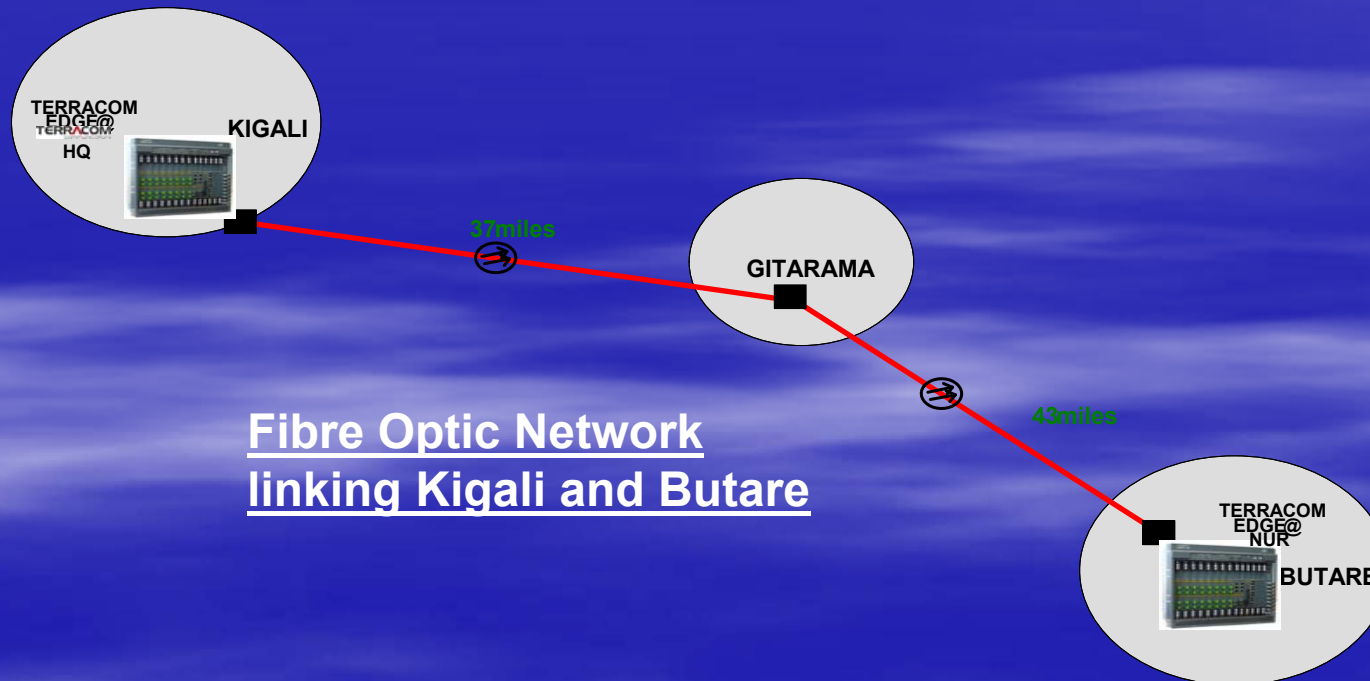 TERRACOM
EDGE@
TERRACOM
HQ
KIGALI
37miles
GITARAMA
43miles
Fibre Optic Network
linking Kigali and Butare
TERRACOM
EDGE@
NUR
BUTARE